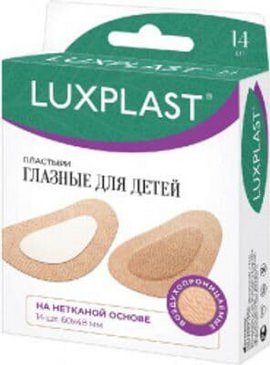 14
шт.
LUXPLAST®
ПЛАСТЫРИ
ГЛАЗНЫЕ ДЛЯ ДЕТЕЙ
ВОЗДУХОПРОНИЦАЕМЫЕ
НА НЕТКАНОЙ ОСНОВЕ
14 шт. 60х48 мм